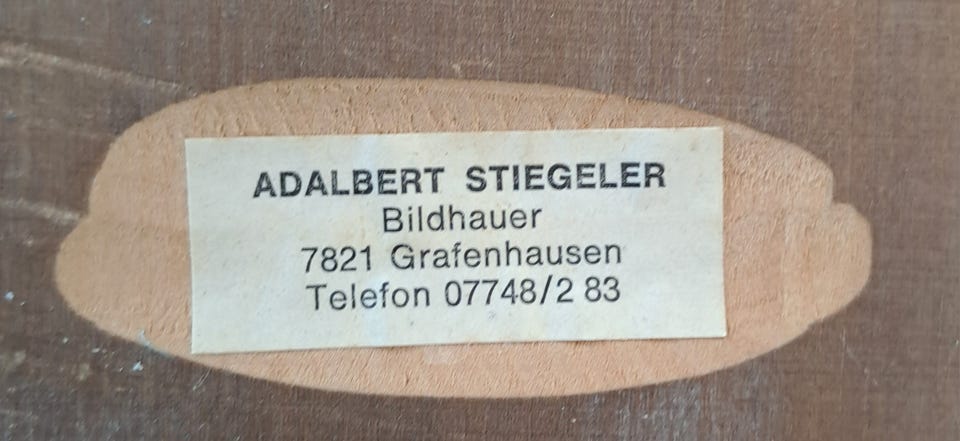 ADALBERT STIEGELER
Bildhauer
7821 Grafenhausen
Telefon 07748/2 83